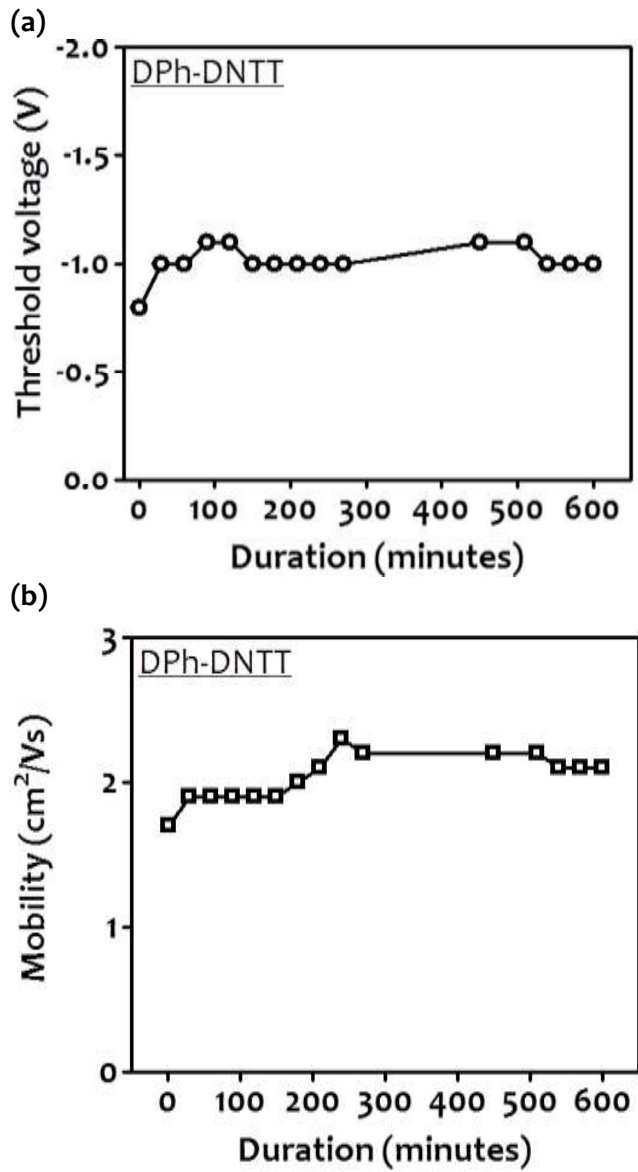 (a)
-2.0
DPh-DNTT
-1.5
-1.0
-0.5
0.0
Threshold voltage (V)
0 100 200 300 400 500 600
Duration (minutes)
(b)
3
DPh-DNTT
2
1
0
Mobility (cm²/Vs)
0 100 200 300 400 500 600
Duration (minutes)